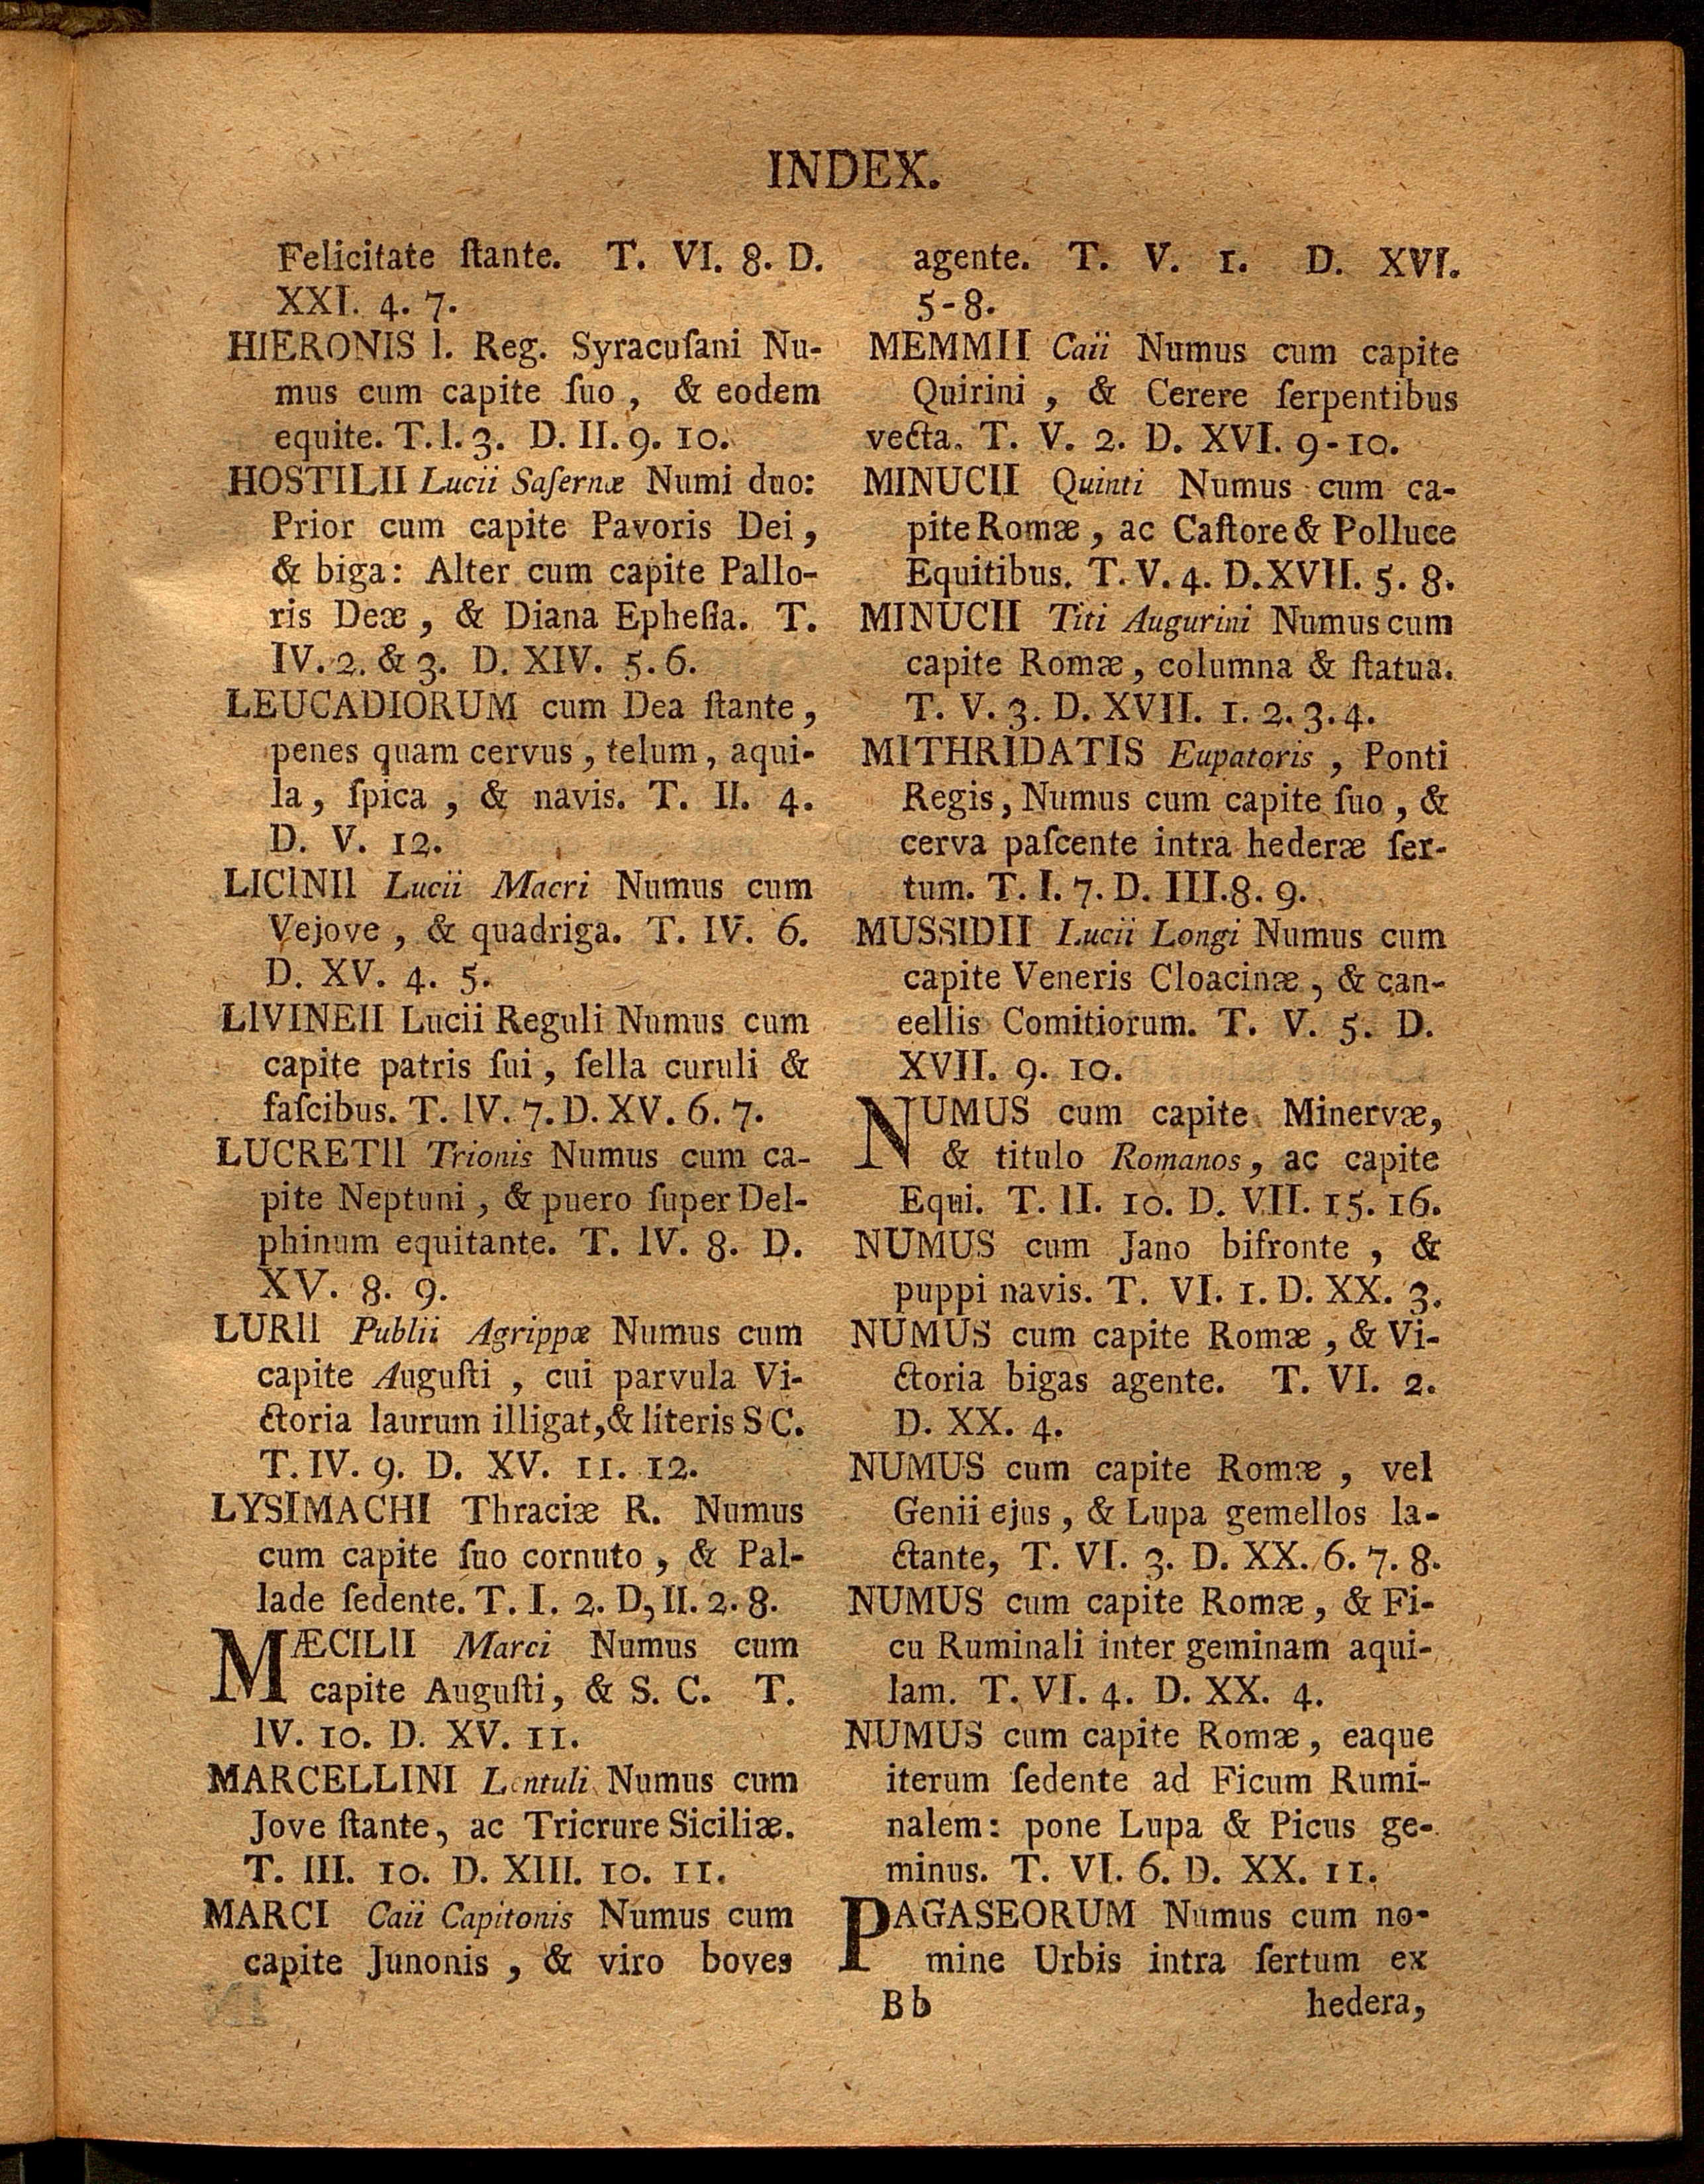 INDEX.
Felicitate ſtante. T. VI. 8. D.
XXI. 4. 7.
HIERONIS l. Reg. Syracuſani Nu-
mus cum capite ſuo, & eodem
equite. T. l. 3. D. II. 9. 10.
HOSTILII Lucii Saſernæ Numi duo:
Prior cum capite Pavoris Dei,
& biga: Alter cum capite Pallo-
ris Deæ, & Diana Epheſia. T.
IV. 2. & 3. D. XIV. 5. 6.
LEUCADIORUM cum Dea ſtante,
penes quam cervus, telum, aqui-
la, ſpica, & navis. T. II. 4.
D. V. 12.
LIClNIl Lucii Macri Numus cum
Vejove, & quadriga. T. IV. 6.
D. XV. 4. 5.
LlVINEII Lucii Reguli Numus cum
capite patris ſui, ſella curuli &
faſcibus. T. lV. 7. D. XV. 6. 7.
LUCRETll Trionis Numus cum ca-
pite Neptuni, & puero ſuper Del-
phinum equitante. T. lV. 8. D.
XV. 8. 9.
LURll Publii Agrippæ Numus cum
capite Auguſti, cui parvula Vi-
ctoria laurum illigat, & literis S C.
T. IV. 9. D. XV. 11. 12.
LYSIMACHI Thraciæ R. Numus
cum capite ſuo cornuto, & Pal-
lade ſedente. T. I. 2. D, II. 2. 8.
MÆCILlI Marci Numus cum
capite Auguſti, & S. C. T.
lV. 10. D. XV. 11.
MARCELLINI Lentuli Numus cum
Jove ſtante, ac Tricrure Siciliæ.
T. III. 10. D. XIII. 10. 11.
MARCI Caii Capitonis Numus cum
capite Junonis, & viro boves
agente. T. V. 1. D. XVI.
5-8.
MEMMII Caii Numus cum capite
Quirini, & Cerere ſerpentibus
vecta. T. V. 2. D. XVI. 9-10.
MINUCII Quinti Numus cum ca-
pite Romæ, ac Caſtore & Polluce
Equitibus. T. V. 4. D. XVII. 5. 8.
MINUCII Titi Augurini Numus cum
capite Romæ, columna & ſtatua.
T. V. 3. D. XVII. 1. 2. 3. 4.
MITHRIDATIS Eupatoris, Ponti
Regis, Numus cum capite ſuo, &
cerva paſcente intra hederæ ſer-
tum. T. I. 7. D. III. 8. 9.
MUSSIDII Lucii Longi Numus cum
capite Veneris Cloacinæ, & can-
eellis Comitiorum. T. V. 5. D.
XVII. 9. 10.
NUMUS cum capite Minervæ,
& titulo Romanos, ac capite
Equi. T. lI. 10. D. VII. 15. 16.
NUMUS cum Jano bifronte, &
puppi navis. T. VI. 1. D. XX. 3.
NUMUS cum capite Romæ, & Vi-
ctoria bigas agente. T. VI. 2.
D. XX. 4.
NUMUS cum capite Romæ, vel
Genii ejus, & Lupa gemellos la-
ctante, T. VI. 3. D. XX. 6. 7. 8.
NUMUS cum capite Romæ, & Fi-
cu Ruminali inter geminam aqui-
lam. T. VI. 4. D. XX. 4.
NUMUS cum capite Romæ, eaque
iterum ſedente ad Ficum Rumi-
nalem: pone Lupa & Picus ge-
minus. T. VI. 6. D. XX. 11.
PAGASEORUM Numus cum no-
mine Urbis intra ſertum ex
B b hedera,